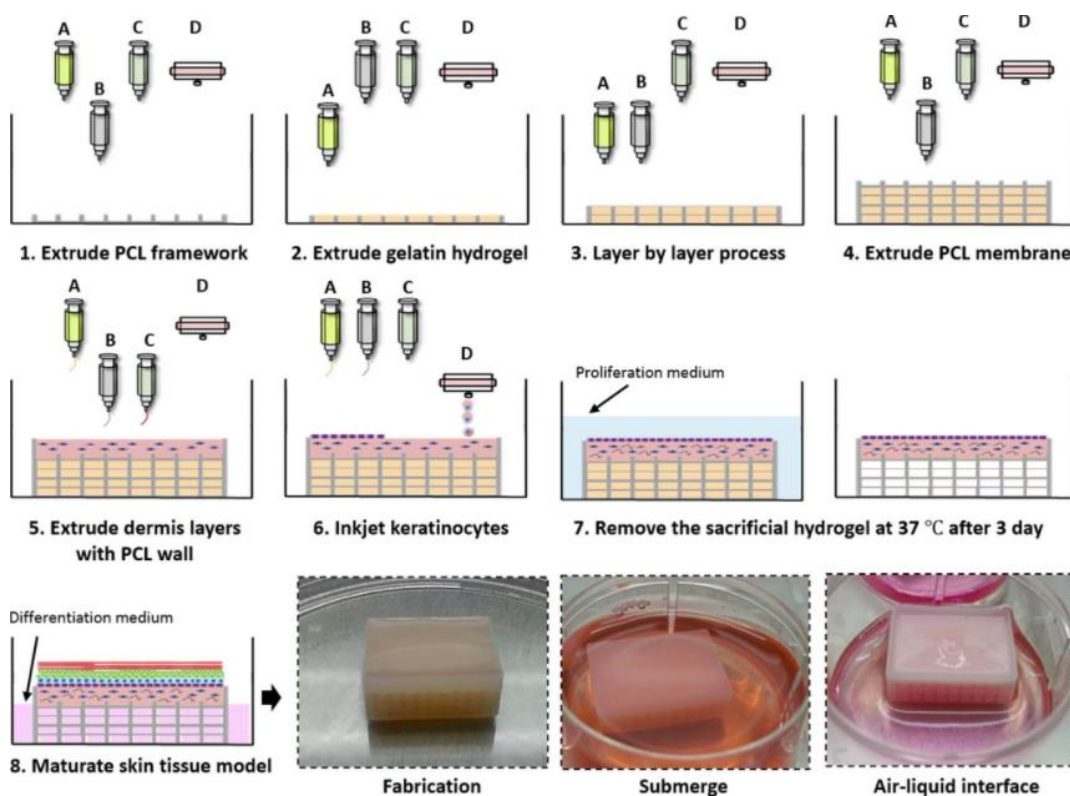 A
B
C
D
1. Extrude PCL framework
A
B
C
D
2. Extrude gelatin hydrogel
A
B
C
D
3. Layer by layer process
A
B
C
D
4. Extrude PCL membrane
A
B
C
D
5. Extrude dermis layers
with PCL wall
A
B
C
D
6. Inkjet keratinocytes
Proliferation medium
7. Remove the sacrificial hydrogel at 37 ℃ after 3 day
Differentiation medium
8. Maturate skin tissue model
Fabrication
Submerge
Air-liquid interface